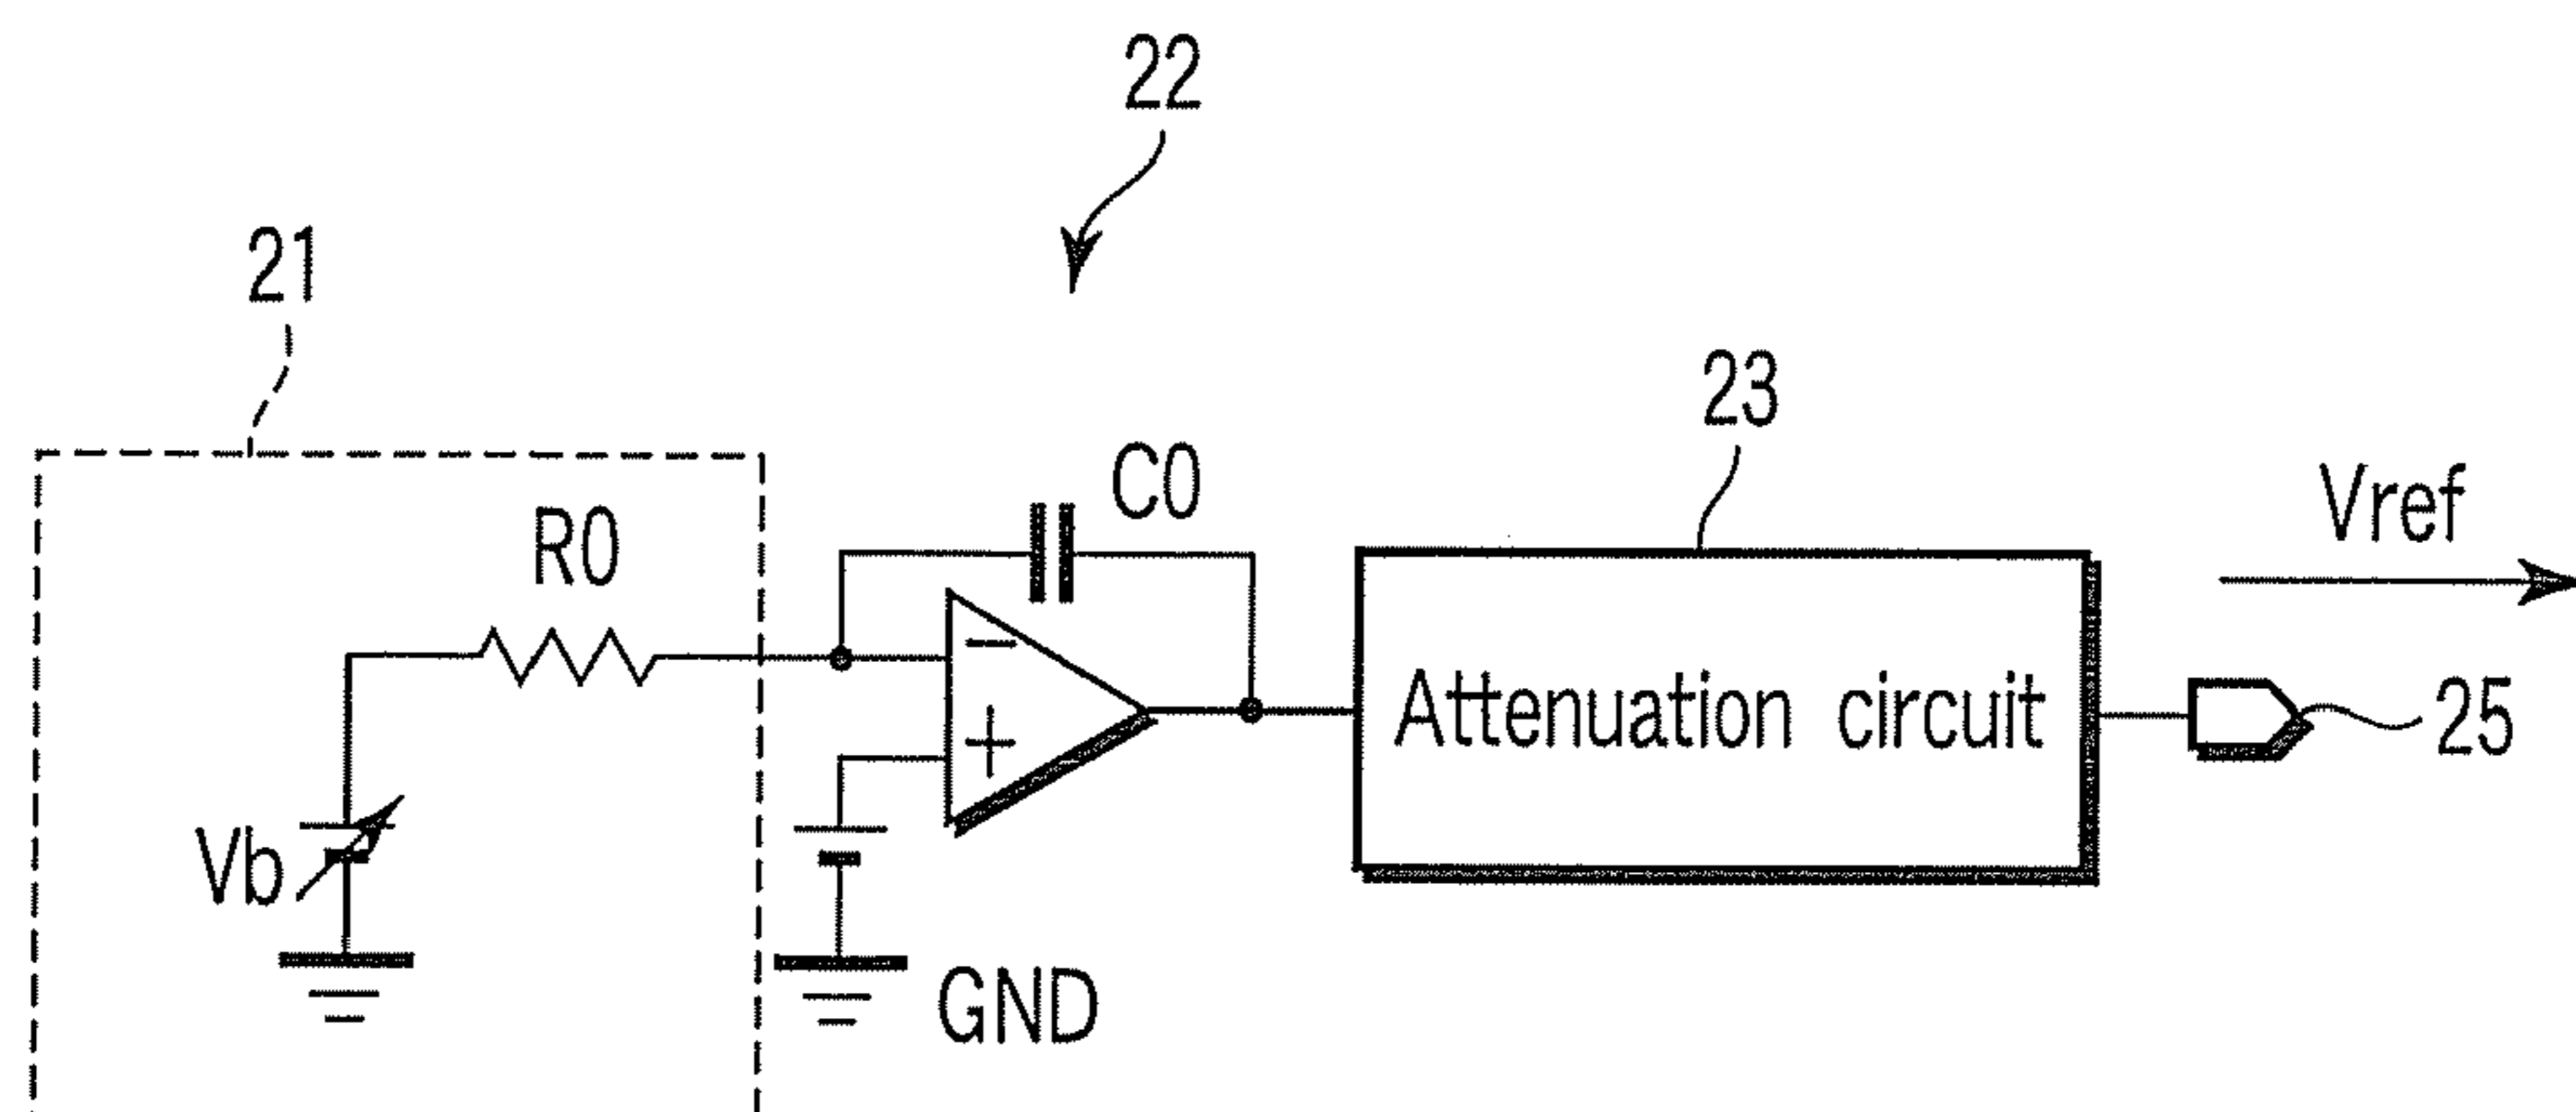 22
21
23
C0
Vref
R0
Attenuation circuit
25
Vb
GND